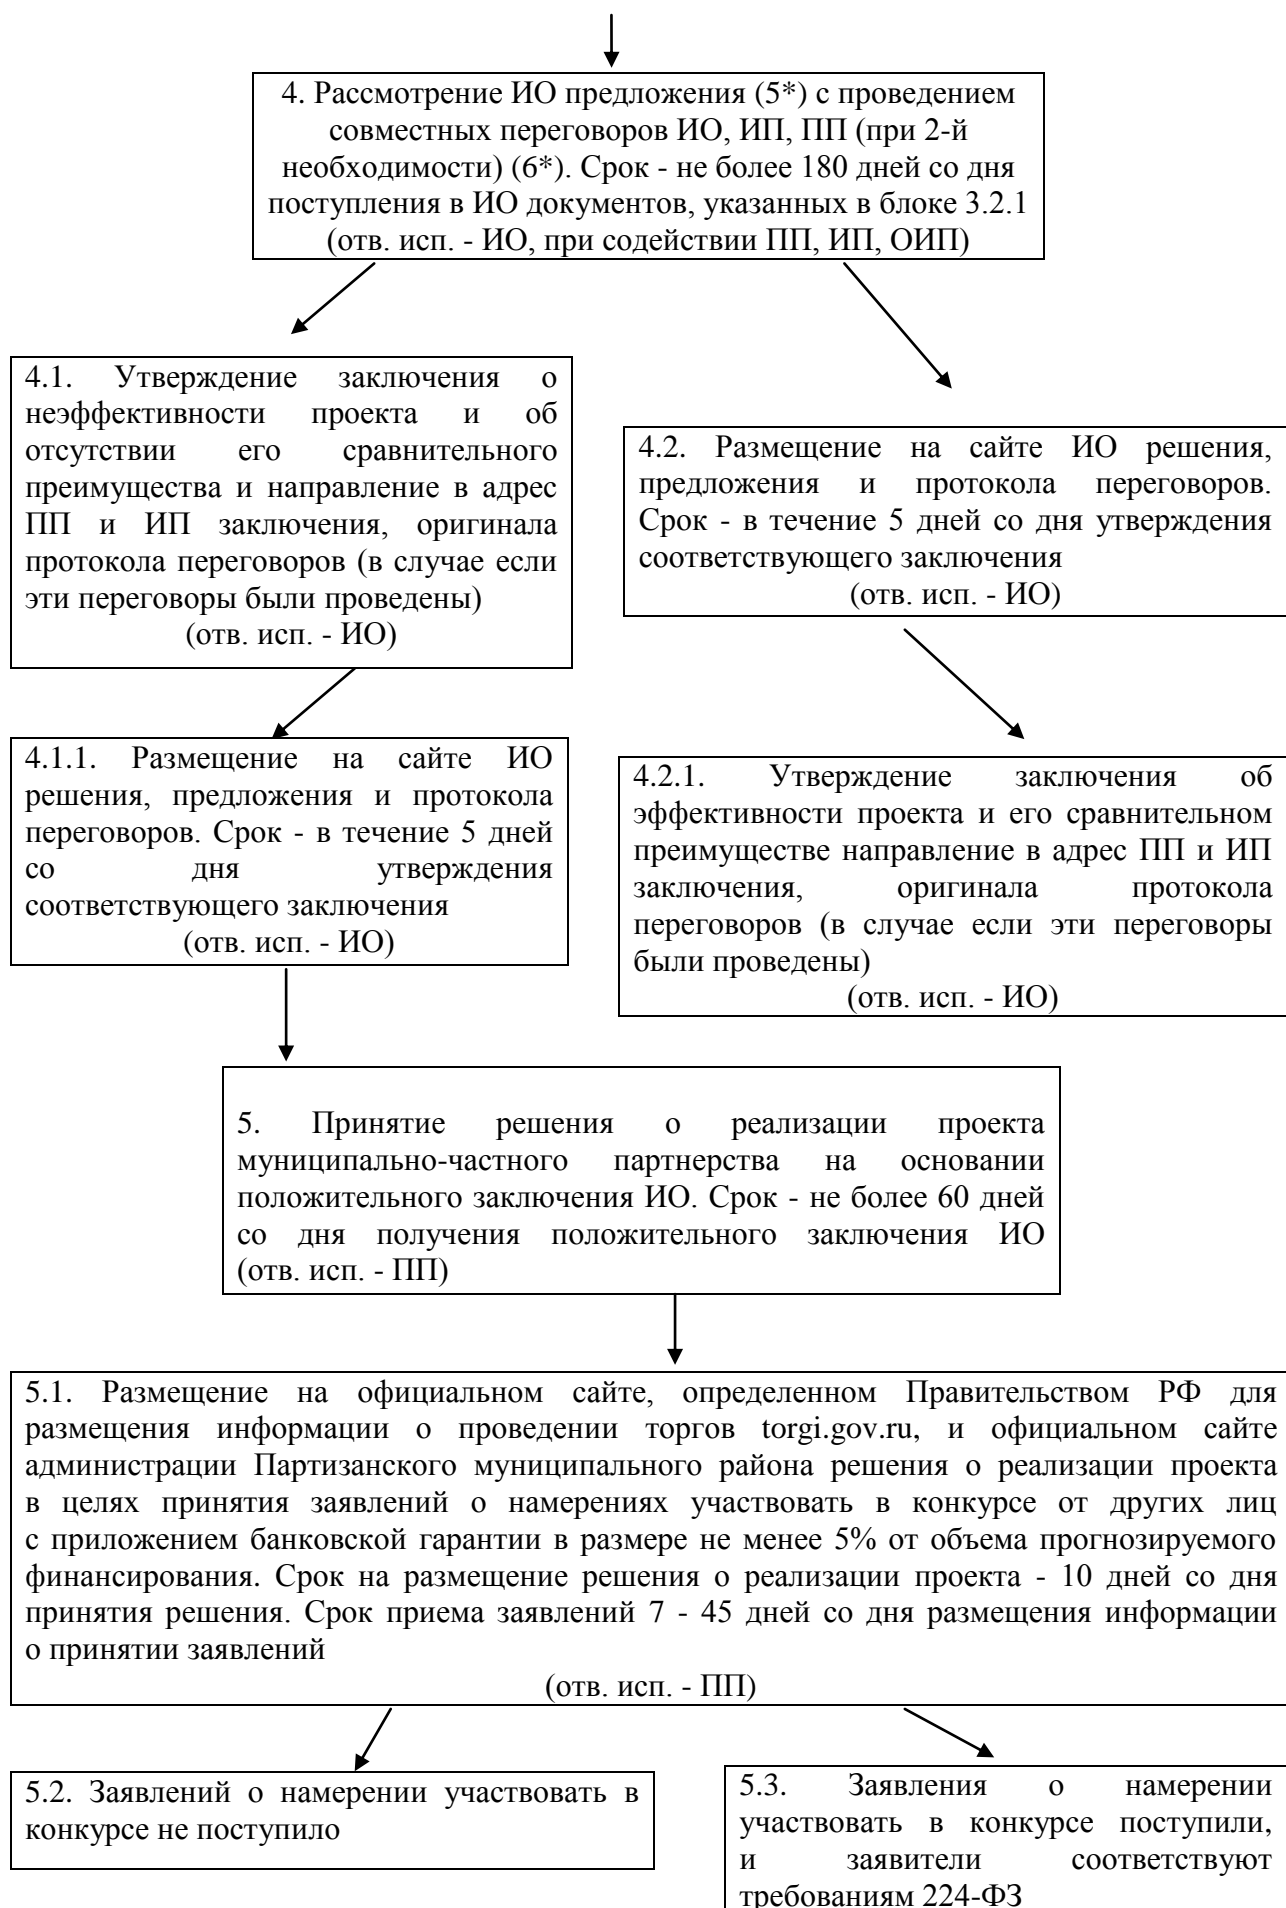 4. Рассмотрение ИО предложения (5*) с проведением
совместных переговоров ИО, ИП, ПП (при 2-й
необходимости) (6*). Срок - не более 180 дней со дня
поступления в ИО документов, указанных в блоке 3.2.1
(отв. исп. - ИО, при содействии ПП, ИП, ОИП)
4.1. Утверждение заключения о
неэффективности проекта и об
отсутствии его сравнительного
преимущества и направление в адрес
ПП и ИП заключения, оригинала
протокола переговоров (в случае если
эти переговоры были проведены)
(отв. исп. - ИО)
4.2. Размещение на сайте ИО решения,
предложения и протокола переговоров.
Срок - в течение 5 дней со дня утверждения
соответствующего заключения
(отв. исп. - ИО)
4.1.1. Размещение на сайте ИО
решения, предложения и протокола
переговоров. Срок - в течение 5 дней
со дня утверждения
соответствующего заключения
(отв. исп. - ИО)
4.2.1. Утверждение заключения об
эффективности проекта и его сравнительном
преимуществе направление в адрес ПП и ИП
заключения, оригинала протокола
переговоров (в случае если эти переговоры
были проведены)
(отв. исп. - ИО)
5. Принятие решения о реализации проекта
муниципально-частного партнерства на основании
положительного заключения ИО. Срок - не более 60 дней
со дня получения положительного заключения ИО
(отв. исп. - ПП)
5.1. Размещение на официальном сайте, определенном Правительством РФ для
размещения информации о проведении торгов torgi.gov.ru, и официальном сайте
администрации Партизанского муниципального района решения о реализации проекта
в целях принятия заявлений о намерениях участвовать в конкурсе от других лиц
с приложением банковской гарантии в размере не менее 5% от объема прогнозируемого
финансирования. Срок на размещение решения о реализации проекта - 10 дней со дня
принятия решения. Срок приема заявлений 7 - 45 дней со дня размещения информации
о принятии заявлений
(отв. исп. - ПП)
5.2. Заявлений о намерении участвовать в
конкурсе не поступило
5.3. Заявления о намерении
участвовать в конкурсе поступили,
и заявители соответствуют
требованиям 224-ФЗ